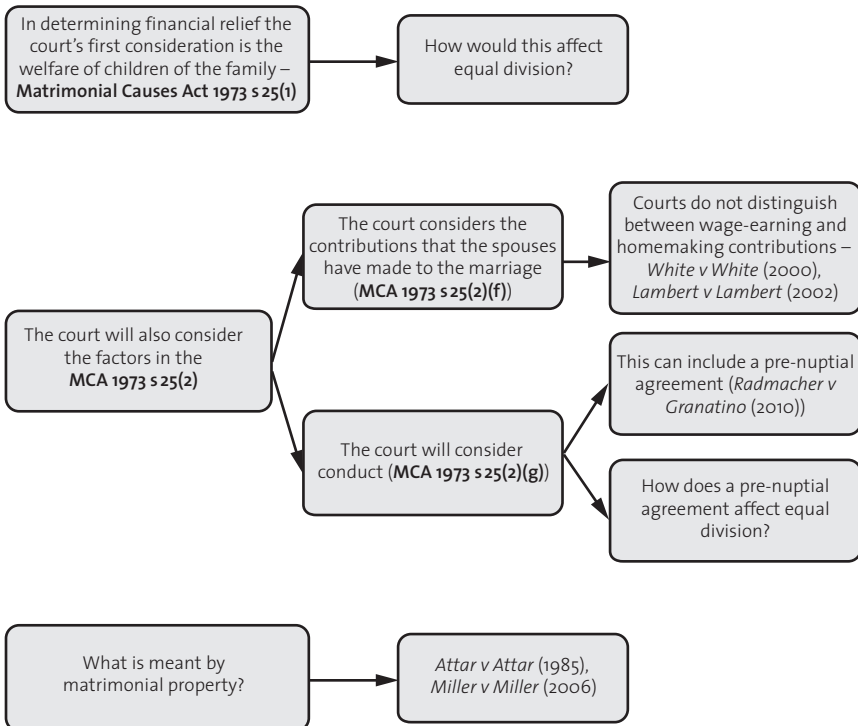 In determining financial relief the
court's first consideration is the
welfare of children of the family –
Matrimonial Causes Act 1973 s 25(1)
How would this affect
equal division?
The court will also consider
the factors in the
MCA 1973 s 25(2)
The court considers the
contributions that the spouses
have made to the marriage
(MCA 1973 s 25(2)(f))
Courts do not distinguish
between wage-earning and
homemaking contributions –
White v White (2000),
Lambert v Lambert (2002)
The court will consider
conduct (MCA 1973 s 25(2)(g))
This can include a pre-nuptial
agreement (Radmacher v
Granatino (2010))
How does a pre-nuptial
agreement affect equal
division?
What is meant by
matrimonial property?
Attar v Attar (1985),
Miller v Miller (2006)